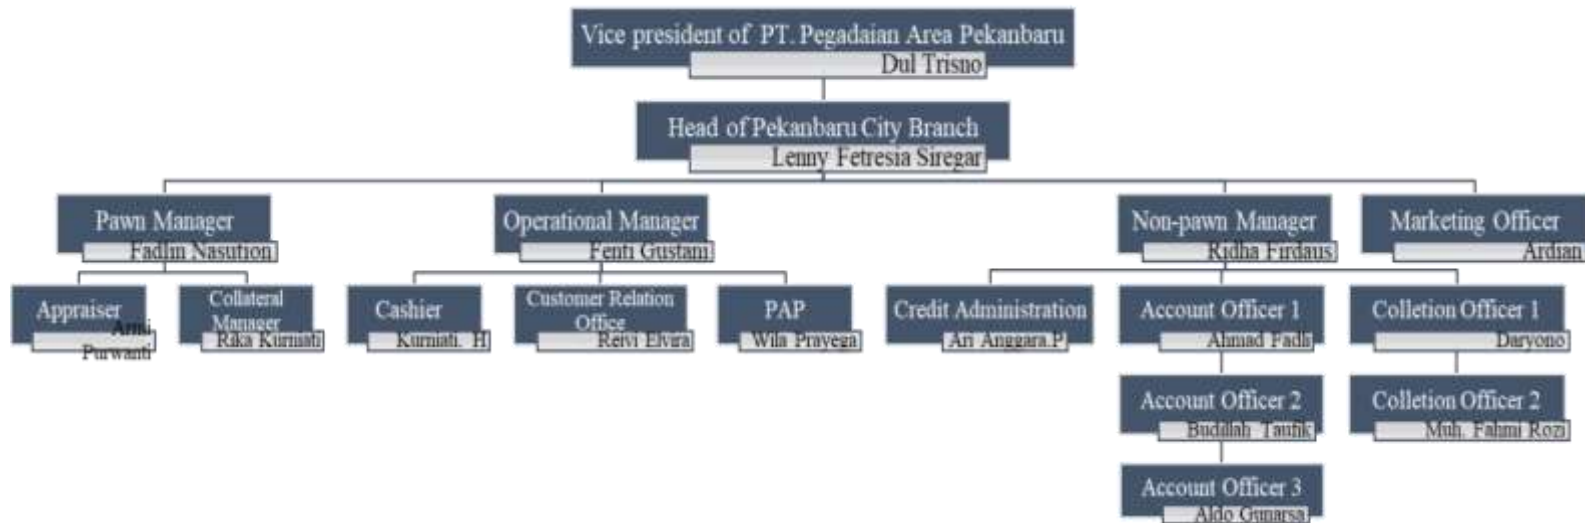 Vice president of PT. Pegadaian Area Pekanbaru
Dul Trisno
Head of Pekanbaru City Branch
Lenny Fetresia Siregar
Pawn Manager
Fadlin Nasution
Operational Manager
Fenti Gustani
Non-pawn Manager
Ridha Firdaus
Marketing Officer
Ardian
Appraiser
Armi
Purwanti
Collateral
Manager
Rika Kurniati
Cashier
Kurniati. H
Customer Relation
Office
Reivi Elvira
PAP
Wila Prayega
Credit Administration
Ari Anggara.P
Account Officer 1
Ahmad Fadli
Colletion Officer 1
Daryono
Account Officer 2
Budillah Taufik
Colletion Officer 2
Muh. Fahmi Rozi
Account Officer 3
Aldo Gunarsa